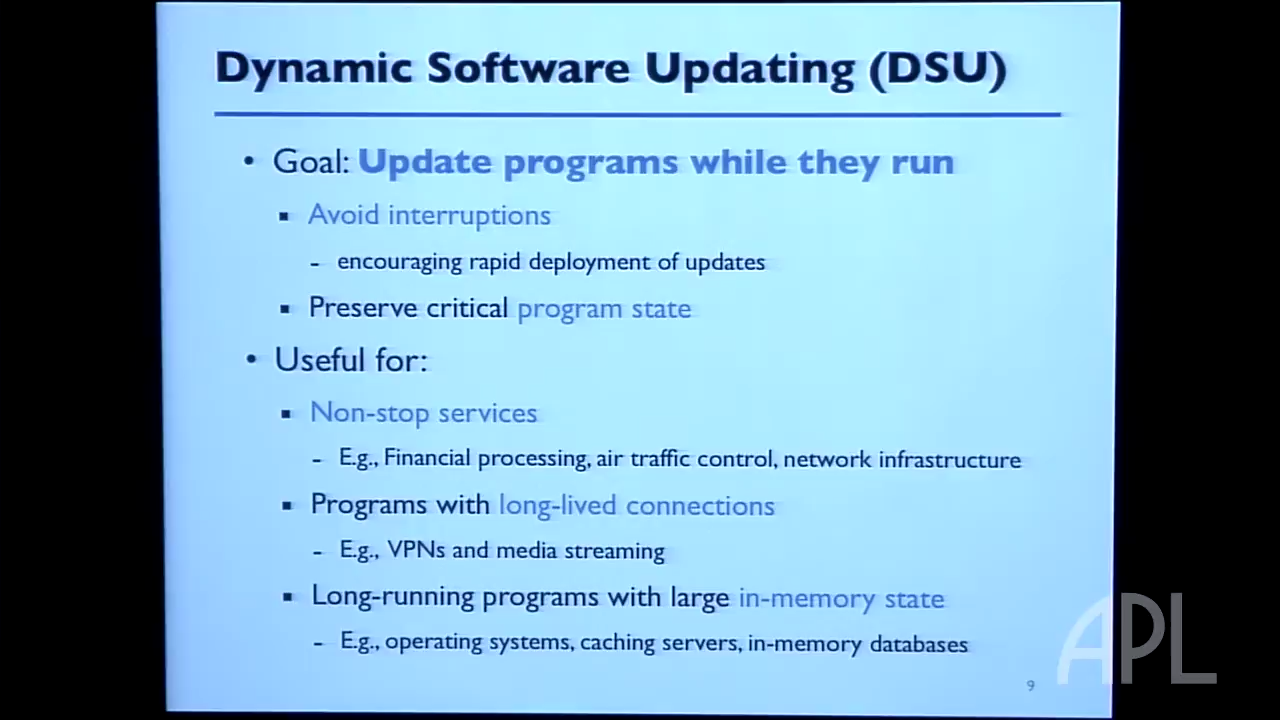 Dynamic Software Updating (DSU)
• Goal: Update programs while they run
▪ Avoid interruptions
- encouraging rapid deployment of updates
▪ Preserve critical program state
• Useful for:
▪ Non-stop services
- E.g., Financial processing, air traffic control, network infrastructure
▪ Programs with long-lived connections
- E.g., VPNs and media streaming
▪ Long-running programs with large in-memory state
- E.g., operating systems, caching servers, in-memory databases
9
APL